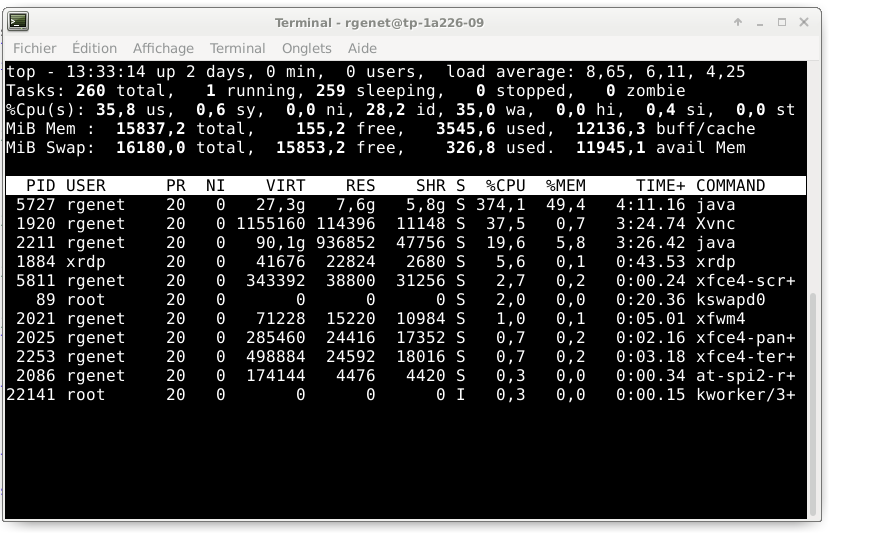 Terminal - rgenet@tp-1a226-09
Fichier Édition Affichage Terminal Onglets Aide
top - 13:33:14 up 2 days, 0 min,  0 users,  load average: 8,65, 6,11, 4,25
Tasks: 260 total,   1 running, 259 sleeping,   0 stopped,   0 zombie
%Cpu(s): 35,8 us,  0,6 sy,  0,0 ni, 28,2 id, 35,0 wa,  0,0 hi,  0,4 si,  0,0 st
MiB Mem :  15837,2 total,    155,2 free,   3545,6 used,  12136,3 buff/cache
MiB Swap:  16180,0 total,  15853,2 free,    326,8 used.  11945,1 avail Mem
PID USER      PR  NI    VIRT    RES    SHR S  %CPU  %MEM     TIME+ COMMAND
5727 rgenet    20   0   27,3g   7,6g   5,8g S 374,1  49,4   4:11.16 java
1920 rgenet    20   0 1155160 114396  11148 S  37,5   0,7   3:24.74 Xvnc
2211 rgenet    20   0   90,1g 936852  47756 S  19,6   5,8   3:26.42 java
1884 xrdp      20   0   41676  22824   2680 S   5,6   0,1   0:43.53 xrdp
5811 rgenet    20   0  343392  38800  31256 S   2,7   0,2   0:00.24 xfce4-scr+
89 root      20   0       0      0      0 S   2,0   0,0   0:20.36 kswapd0
2021 rgenet    20   0   71228  15220  10984 S   1,0   0,1   0:05.01 xfwm4
2025 rgenet    20   0  285460  24416  17352 S   0,7   0,2   0:02.16 xfce4-pan+
2253 rgenet    20   0  498884  24592  18016 S   0,7   0,2   0:03.18 xfce4-ter+
2086 rgenet    20   0  174144   4476   4420 S   0,3   0,0   0:00.34 at-spi2-r+
22141 root      20   0       0      0      0 I   0,3   0,0   0:00.15 kworker/3+